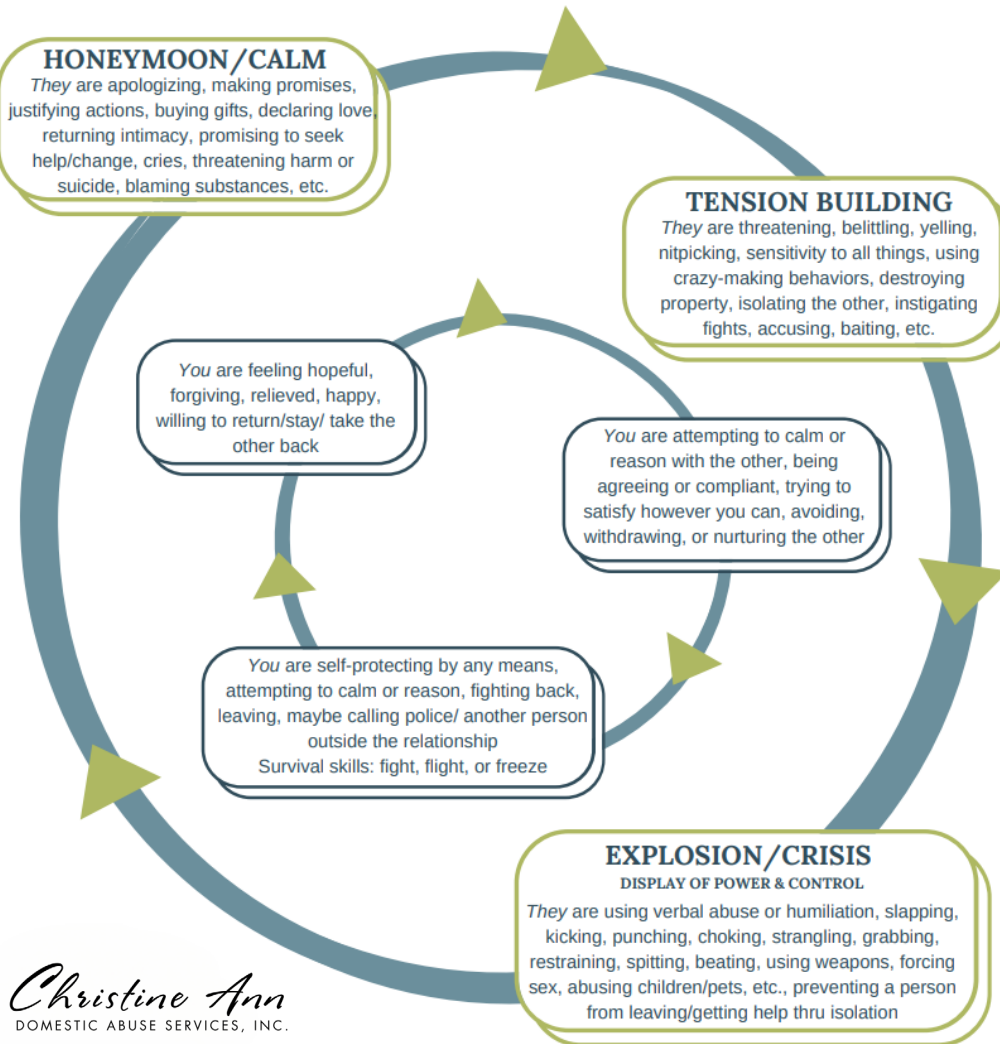 HONEYMOON/CALM
They are apologizing, making promises,
justifying actions, buying gifts, declaring love,
returning intimacy, promising to seek
help/change, cries, threatening harm or
suicide, blaming substances, etc.
TENSION BUILDING
They are threatening, belittling, yelling,
nitpicking, sensitivity to all things, using
crazy-making behaviors, destroying
property, isolating the other, instigating
fights, accusing, baiting, etc.
You are feeling hopeful,
forgiving, relieved, happy,
willing to return/stay/ take the
other back
You are attempting to calm or
reason with the other, being
agreeing or compliant, trying to
satisfy however you can, avoiding,
withdrawing, or nurturing the other
You are self-protecting by any means,
attempting to calm or reason, fighting back,
leaving, maybe calling police/ another person
outside the relationship
Survival skills: fight, flight, or freeze
EXPLOSION/CRISIS
DISPLAY OF POWER & CONTROL
They are using verbal abuse or humiliation, slapping,
kicking, punching, choking, strangling, grabbing,
restraining, spitting, beating, using weapons, forcing
sex, abusing children/pets, etc., preventing a person
from leaving/getting help thru isolation
Christine Ann
DOMESTIC ABUSE SERVICES, INC.